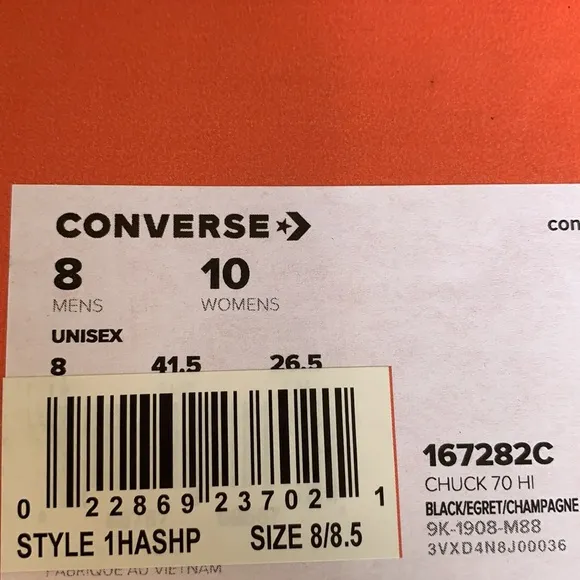 CONVERSE
con
8 10
MENS WOMENS
UNISEX
8 41.5 26.5
0 22869 23702 1
STYLE 1HASHP SIZE 8/8.5
167282C
CHUCK 70 HI
BLACK/EGRET/CHAMPAGNE
9K-1908-M88
3VXD4N8J00036
FABRIQUE AU VIETNAM